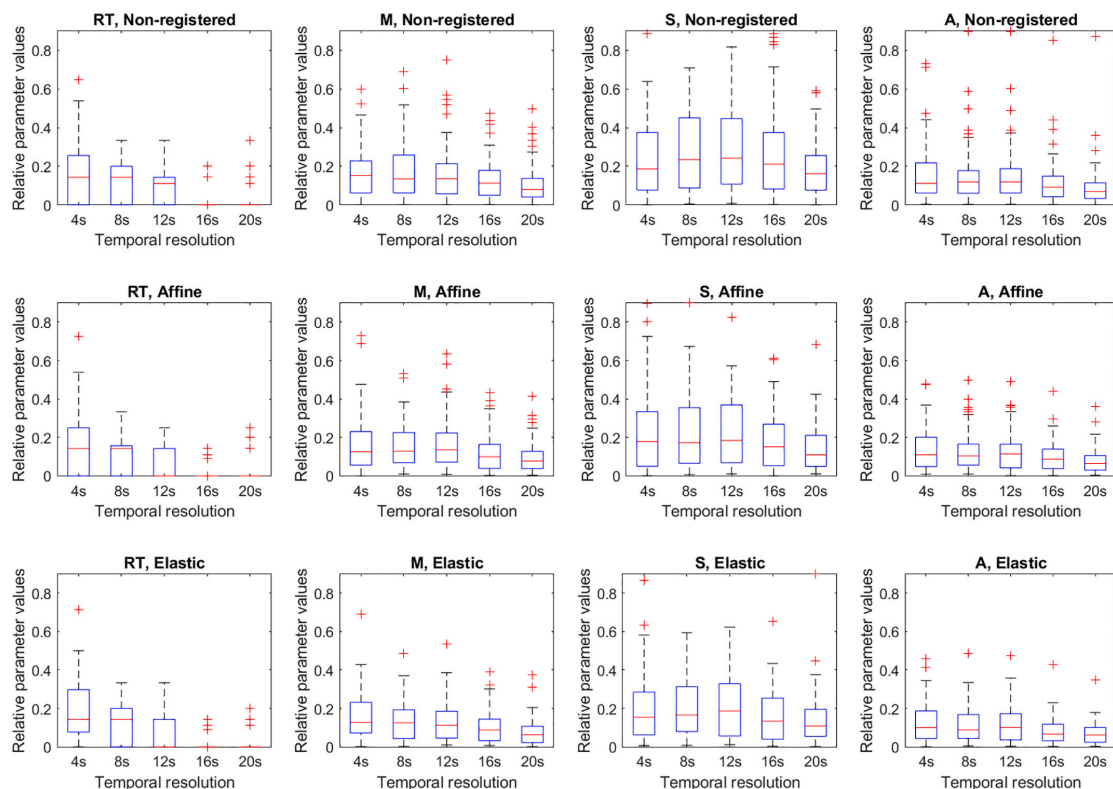 RT, Non-registered
M, Non-registered
S, Non-registered
A, Non-registered
Relative parameter values
0.8
0.6
0.4
0.2
0
4s 8s 12s 16s 20s
Temporal resolution
Relative parameter values
0.8
0.6
0.4
0.2
0
4s 8s 12s 16s 20s
Temporal resolution
Relative parameter values
0.8
0.6
0.4
0.2
0
4s 8s 12s 16s 20s
Temporal resolution
Relative parameter values
0.8
0.6
0.4
0.2
0
4s 8s 12s 16s 20s
Temporal resolution
RT, Affine
M, Affine
S, Affine
A, Affine
Relative parameter values
0.8
0.6
0.4
0.2
0
4s 8s 12s 16s 20s
Temporal resolution
Relative parameter values
0.8
0.6
0.4
0.2
0
4s 8s 12s 16s 20s
Temporal resolution
Relative parameter values
0.8
0.6
0.4
0.2
0
4s 8s 12s 16s 20s
Temporal resolution
Relative parameter values
0.8
0.6
0.4
0.2
0
4s 8s 12s 16s 20s
Temporal resolution
RT, Elastic
M, Elastic
S, Elastic
A, Elastic
Relative parameter values
0.8
0.6
0.4
0.2
0
4s 8s 12s 16s 20s
Temporal resolution
Relative parameter values
0.8
0.6
0.4
0.2
0
4s 8s 12s 16s 20s
Temporal resolution
Relative parameter values
0.8
0.6
0.4
0.2
0
4s 8s 12s 16s 20s
Temporal resolution
Relative parameter values
0.8
0.6
0.4
0.2
0
4s 8s 12s 16s 20s
Temporal resolution